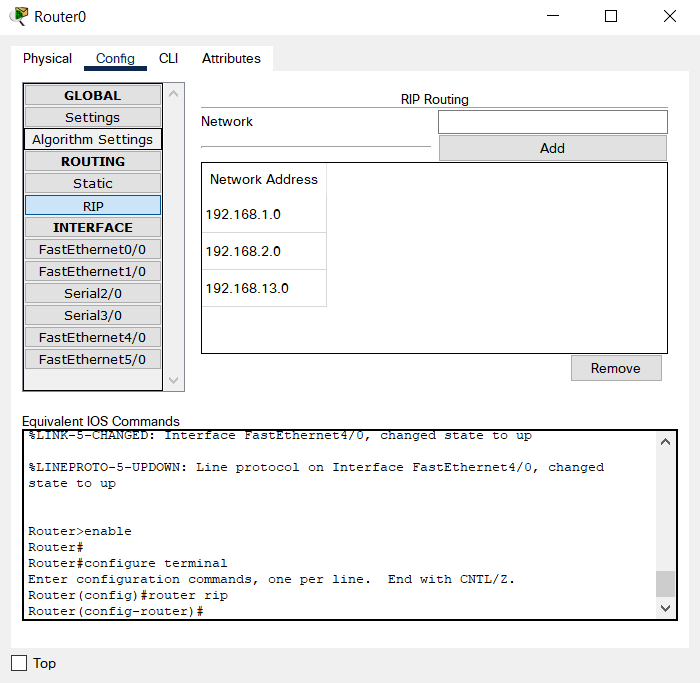 Router0
Physical Config CLI Attributes
GLOBAL
Settings
Algorithm Settings
ROUTING
Static
RIP
INTERFACE
FastEthernet0/0
FastEthernet1/0
Serial2/0
Serial3/0
FastEthernet4/0
FastEthernet5/0
RIP Routing
Network
Add
Network Address
192.168.1.0
192.168.2.0
192.168.13.0
Remove
Equivalent IOS Commands
%LINK-5-CHANGED: Interface FastEthernet4/0, changed state to up
%LINEPROTO-5-UPDOWN: Line protocol on Interface FastEthernet4/0, changed
state to up
Router>enable
Router#
Router#configure terminal
Enter configuration commands, one per line.  End with CNTL/Z.
Router(config)#router rip
Router(config-router)#
Top